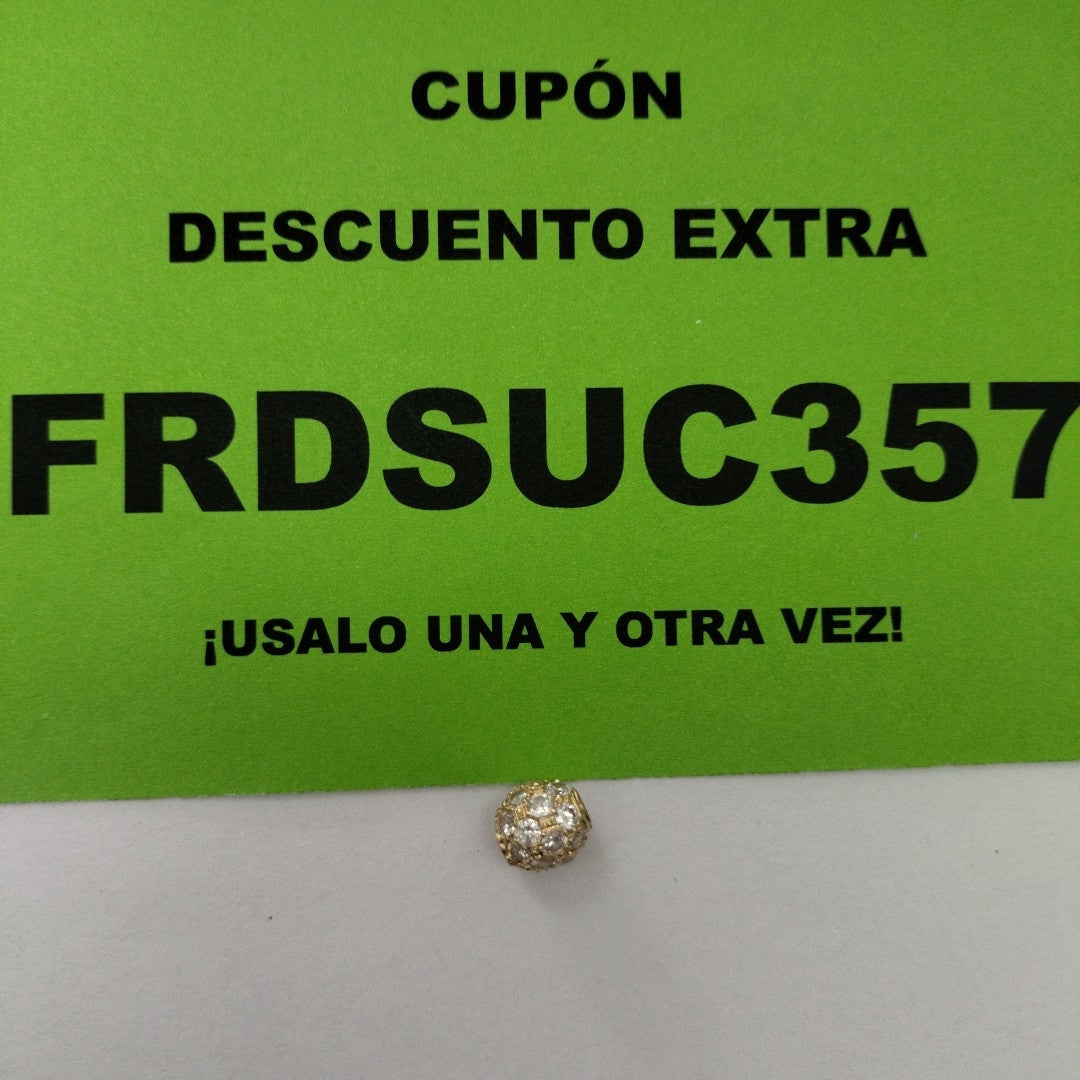 CUPÓN
DESCUENTO EXTRA
FRDSUC357
¡USALO UNA Y OTRA VEZ!